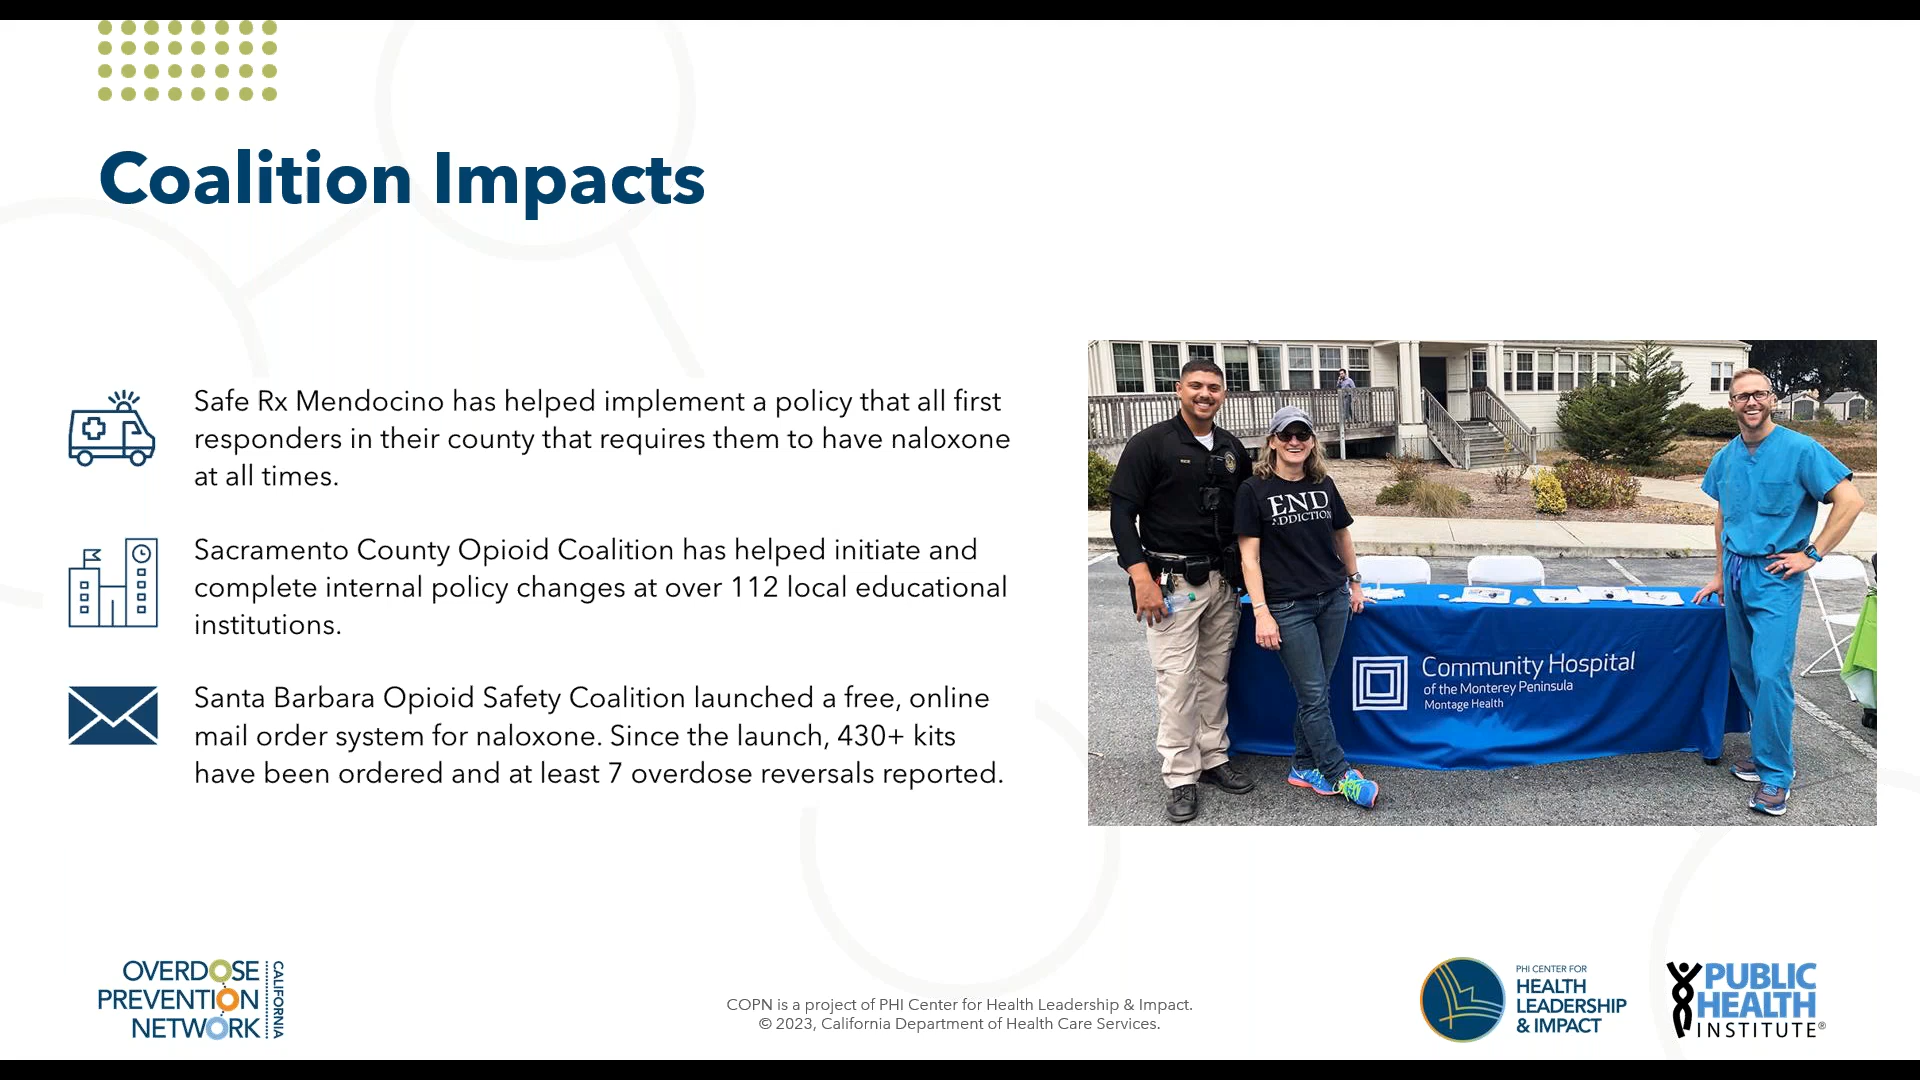 Coalition Impacts
Safe Rx Mendocino has helped implement a policy that all first
responders in their county that requires them to have naloxone
at all times.
Sacramento County Opioid Coalition has helped initiate and
complete internal policy changes at over 112 local educational
institutions.
Santa Barbara Opioid Safety Coalition launched a free, online
mail order system for naloxone. Since the launch, 430+ kits
have been ordered and at least 7 overdose reversals reported.
END
ADDICTION
Community Hospital
of the Monterey Peninsula
Montage Health
OVERDOSE
PREVENTION
NETWORK
CALIFORNIA
COPN is a project of PHI Center for Health Leadership & Impact.
© 2023, California Department of Health Care Services.
PHI CENTER FOR
HEALTH
LEADERSHIP
& IMPACT
PUBLIC
HEALTH
INSTITUTE®